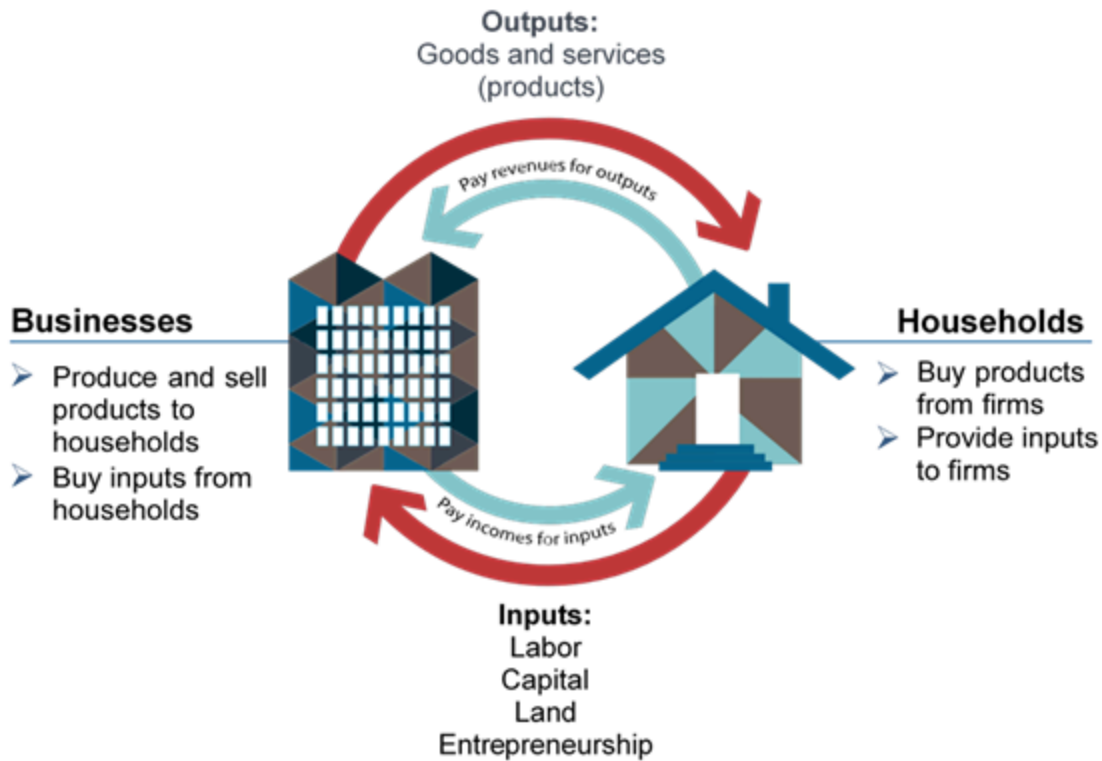 Outputs:
Goods and services
(products)
Pay revenues for outputs
Businesses
Produce and sell
products to
households
Buy inputs from
households
Households
Buy products
from firms
Provide inputs
to firms
Pay incomes for inputs
Inputs:
Labor
Capital
Land
Entrepreneurship